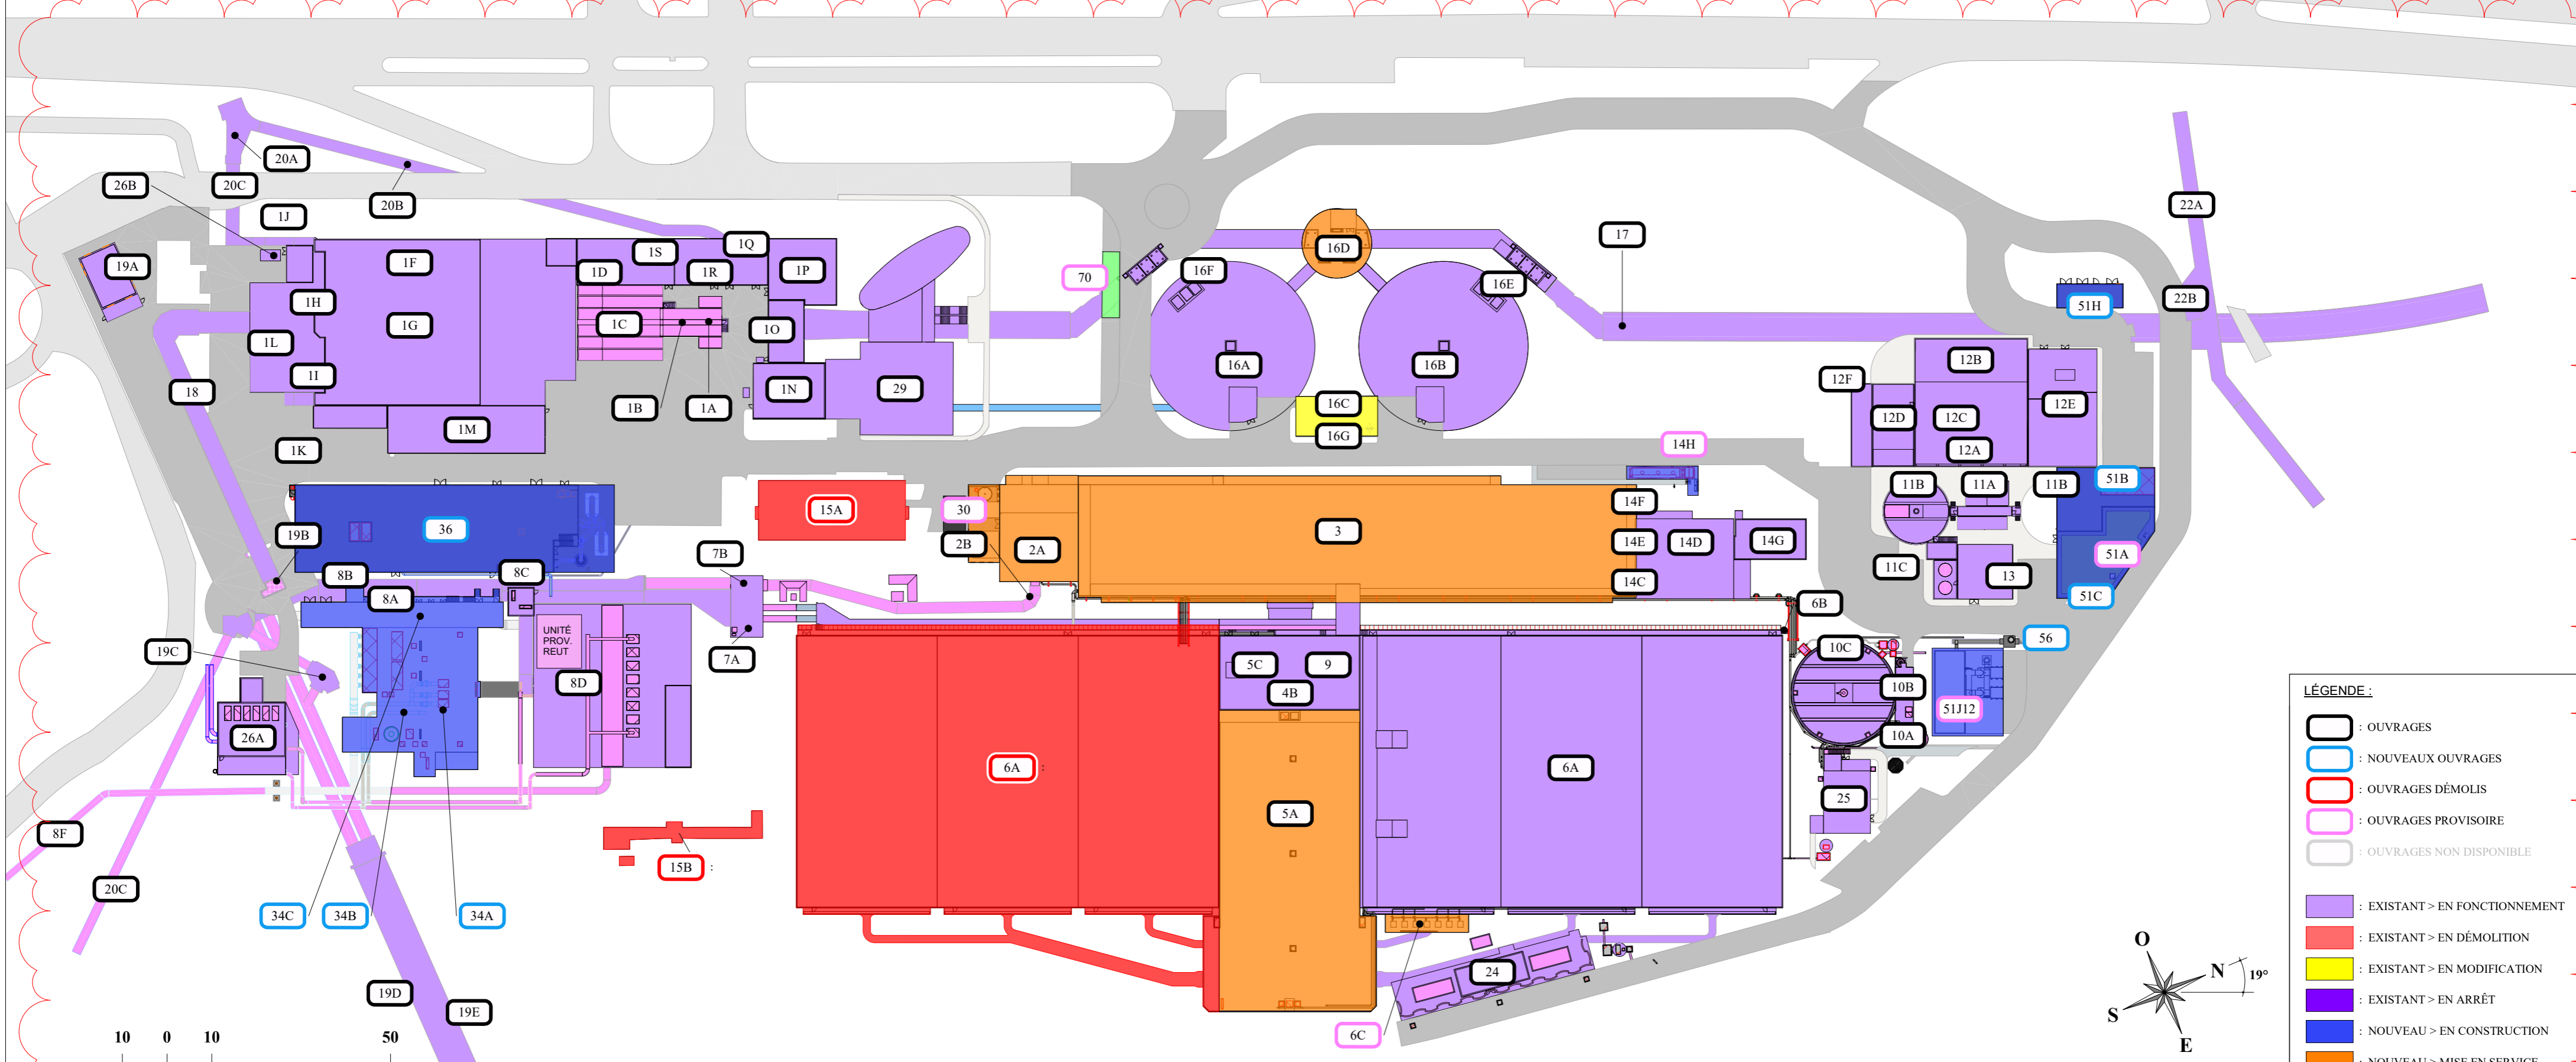 20A
26B
20C
20B
1J
22A
17
1Q
1S
16D
19A
1F
1D
1R
1P
16F
70
16E
22B
1H
51H
1G
1C
1O
1L
12B
16A
16B
1I
12F
18
29
1N
1B
1A
16C
12D
12C
12E
1M
16G
14H
1K
12A
51B
11B
11A
11B
14F
15A
30
36
3
19B
2B
2A
14E
14D
14G
51A
8B
8C
7B
14C
11C
13
8A
51C
6B
UNITÉ
PROV.
REUT
56
19C
7A
10C
5C
9
8D
10B
4B
51J12
26A
10A
6A :
6A
LÉGENDE :
: OUVRAGES
: NOUVEAUX OUVRAGES
: OUVRAGES DÉMOLIS
: OUVRAGES PROVISOIRE
: OUVRAGES NON DISPONIBLE
25
5A
8F
15B :
20C
34C
34B
34A
: EXISTANT > EN FONCTIONNEMENT
: EXISTANT > EN DÉMOLITION
: EXISTANT > EN MODIFICATION
: EXISTANT > EN ARRÊT
: NOUVEAU > EN CONSTRUCTION
: NOUVEAU > MISE EN SERVICE
O
N
19°
S
E
24
19D
19E
6C
10 0 10 50